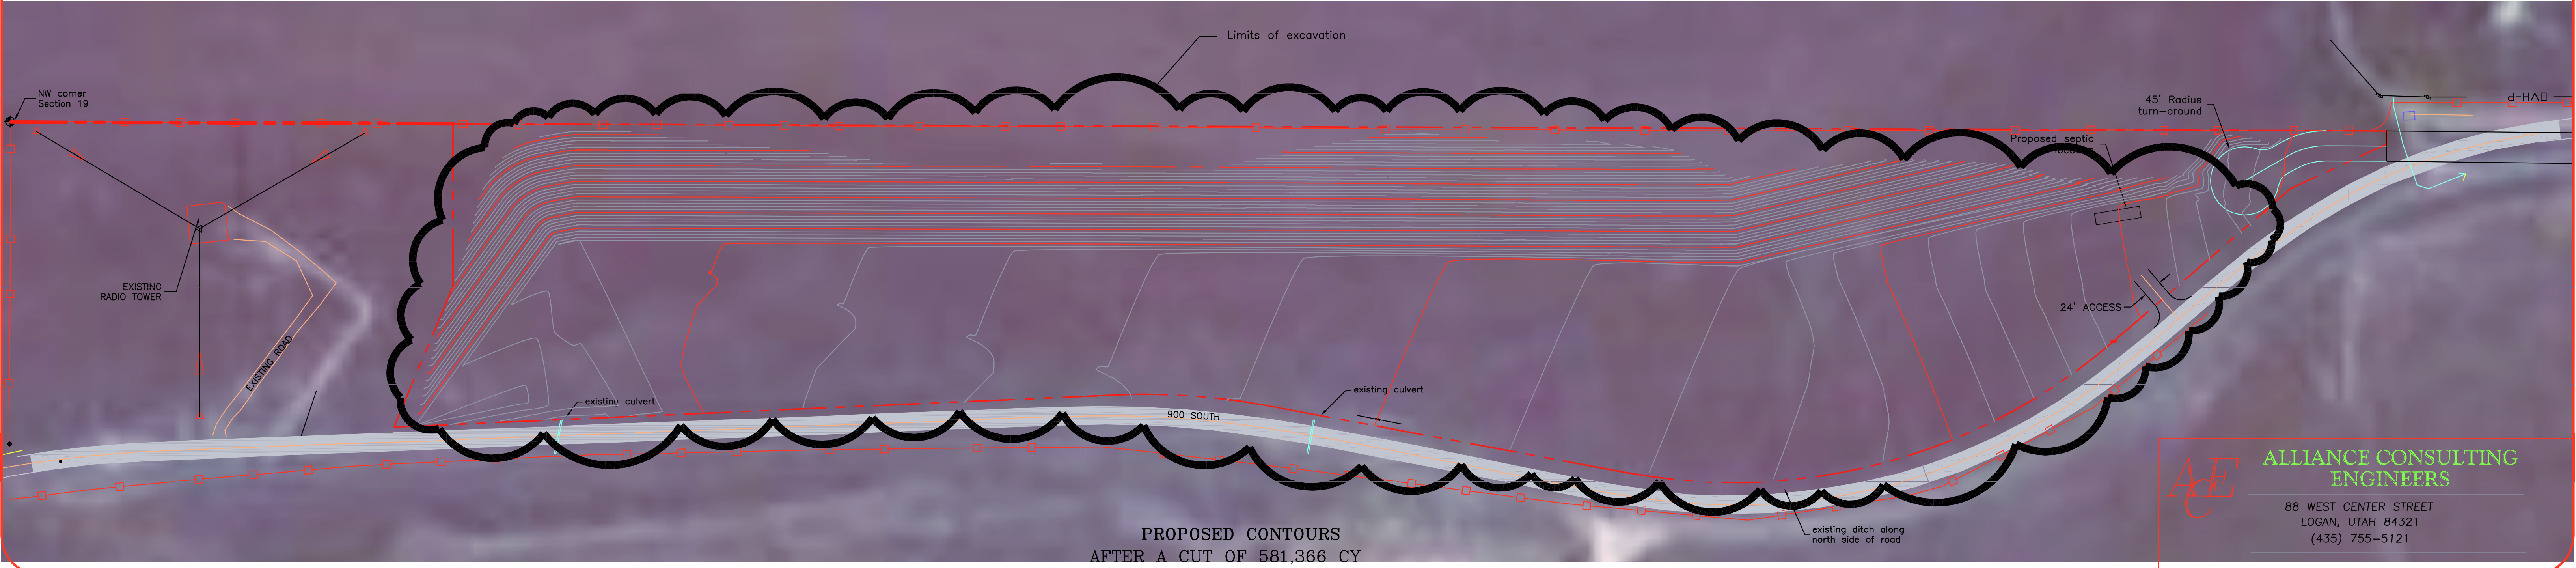 Limits of excavation
NW corner
Section 19
45' Radius
turn-around
OVH-P
Proposed septic
EXISTING
RADIO TOWER
24' ACCESS
EXISTING ROAD
existing culvert
existing culvert
900 SOUTH
existing ditch along
north side of road
PROPOSED CONTOURS
AFTER A CUT OF 581,366 CY
ACE
ALLIANCE CONSULTING
ENGINEERS
88 WEST CENTER STREET
LOGAN, UTAH 84321
(435) 755-5121